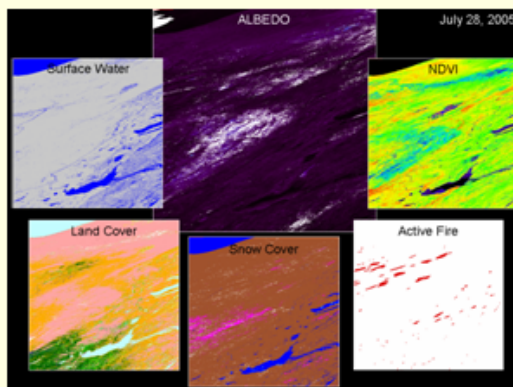 ALBEDO
July 28, 2005
Surface Water
NDVI
Land Cover
Snow Cover
Active Fire